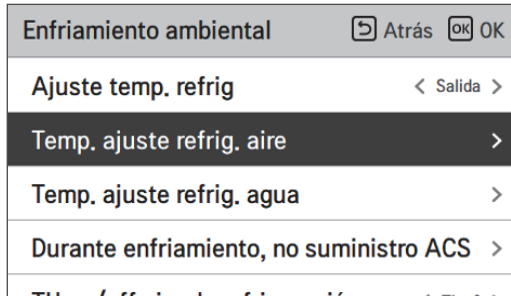 Enfriamiento ambiental Atrás OK OK
Ajuste temp. refrig < Salida >
Temp. ajuste refrig. aire >
Temp. ajuste refrig. agua >
Durante enfriamiento, no suministro ACS >